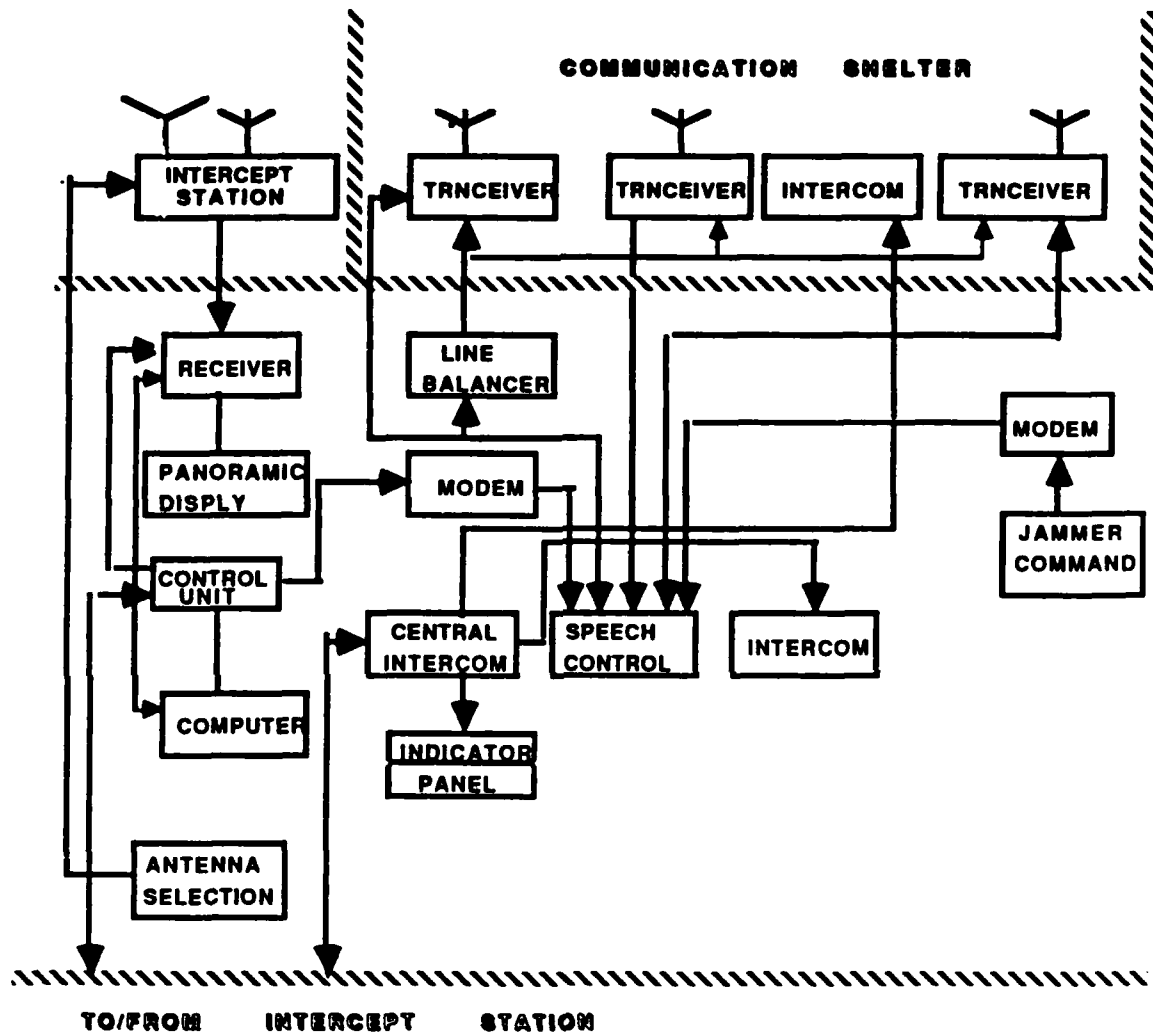 COMMUNICATION SHELTER
INTERCEPT
STATION
TRNCEIVER
TRNCEIVER
INTERCOM
TRNCEIVER
RECEIVER
LINE
BALANCER
MODEM
PANORAMIC
DISPLY
MODEM
JAMMER
COMMAND
CONTROL
UNIT
CENTRAL
INTERCOM
SPEECH
CONTROL
INTERCOM
COMPUTER
INDICATOR
PANEL
ANTENNA
SELECTION
TO/FROM INTERCEPT STATION